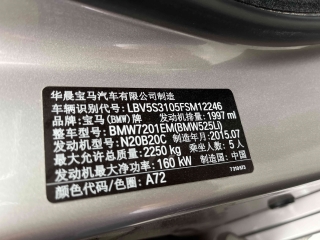 华晨宝马汽车有限公司制造
车辆识别代号: LBV5S3105FSM12246
品牌: 宝马(BMW)牌 发动机排量: 1997 ml
整车型号: BMW7201EM(BMW525Li)
发动机型号: N20B20C 制造年月: 2015.07
最大允许总质量: 2250 kg 乘坐人数: 5 人
发动机最大净功率: 160 kW 制造国: 中国
颜色代码/色圈: A72